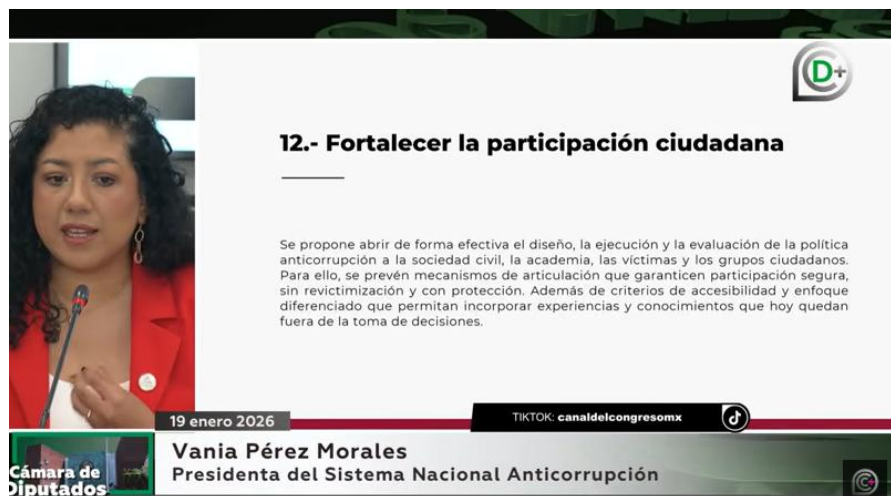 D+
12.- Fortalecer la participación ciudadana
Se propone abrir de forma efectiva el diseño, la ejecución y la evaluación de la política
anticorrupción a la sociedad civil, la academia, las víctimas y los grupos ciudadanos.
Para ello, se prevén mecanismos de articulación que garanticen participación segura,
sin revictimización y con protección. Además de criterios de accesibilidad y enfoque
diferenciado que permitan incorporar experiencias y conocimientos que hoy quedan
fuera de la toma de decisiones.
19 enero 2026
TIKTOK: canaldelcongresomx
Cámara de
Diputados
Vania Pérez Morales
Presidenta del Sistema Nacional Anticorrupción